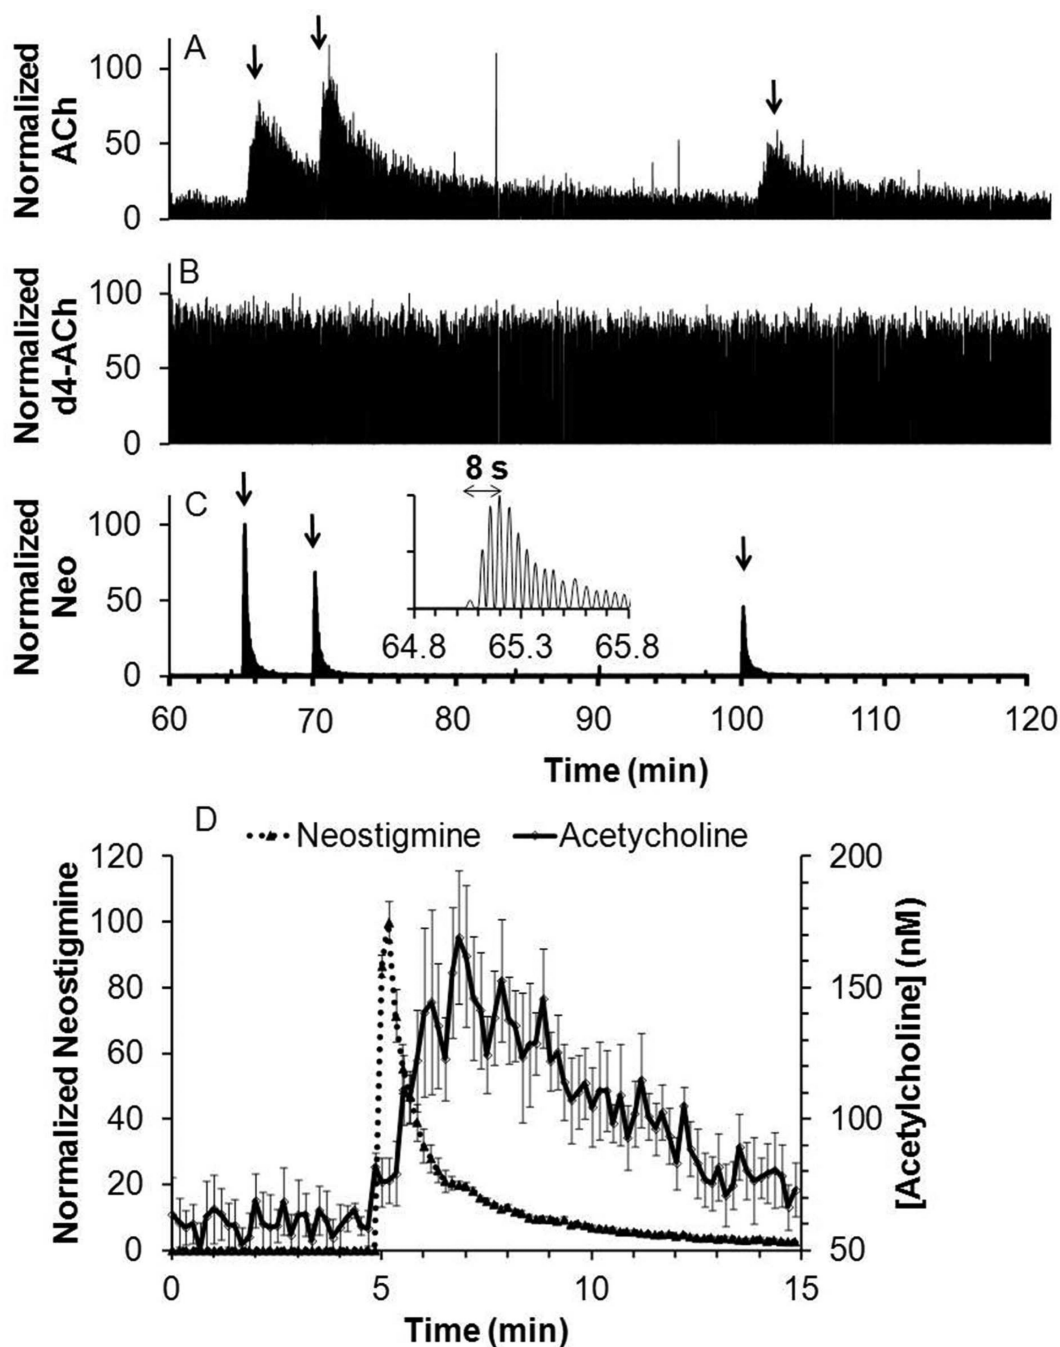 A
Normalized
ACh
100
50
0
B
Normalized
d4-ACh
100
50
0
C
8 s
Normalized
Neo
100
50
0
64.8 65.3 65.8
60 70 80 90 100 110 120
Time (min)
D
Neostigmine Acetycholine
Normalized Neostigmine
120
100
80
60
40
20
0
200
150
100
50
[Acetylcholine] (nM)
0 5 10 15
Time (min)